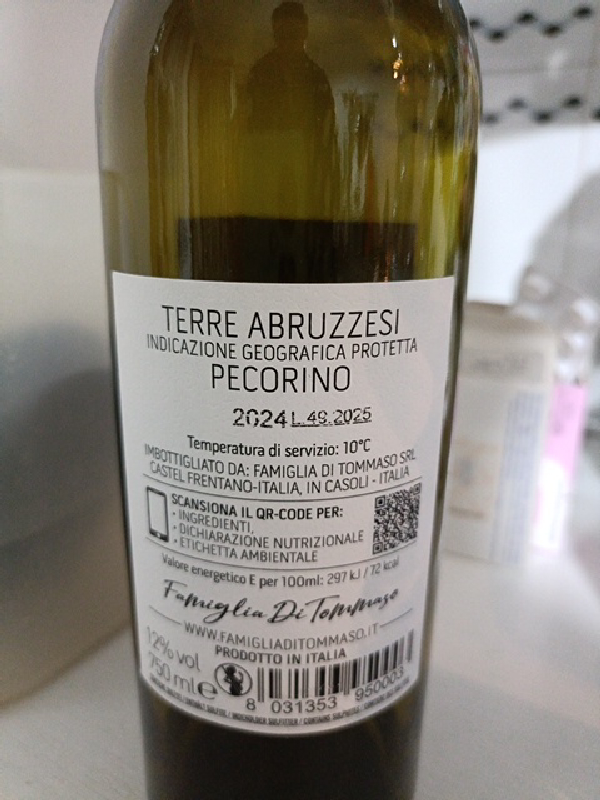 TERRE ABRUZZESI
INDICAZIONE GEOGRAFICA PROTETTA
PECORINO
2024 L.48.2025
Temperatura di servizio: 10°C
IMBOTTIGLIATO DA: FAMIGLIA DI TOMMASO SRL
CASTEL FRENTANO-ITALIA, IN CASOLI - ITALIA
SCANSIONA IL QR-CODE PER:
• INGREDIENTI,
• DICHIARAZIONE NUTRIZIONALE
• ETICHETTA AMBIENTALE
Valore energetico E per 100ml: 297 kJ / 72 kcal
Famiglia Di Tommaso
WWW.FAMIGLIADITOMMASO.IT
PRODOTTO IN ITALIA
12% vol
750 ml e
8 031353 950003